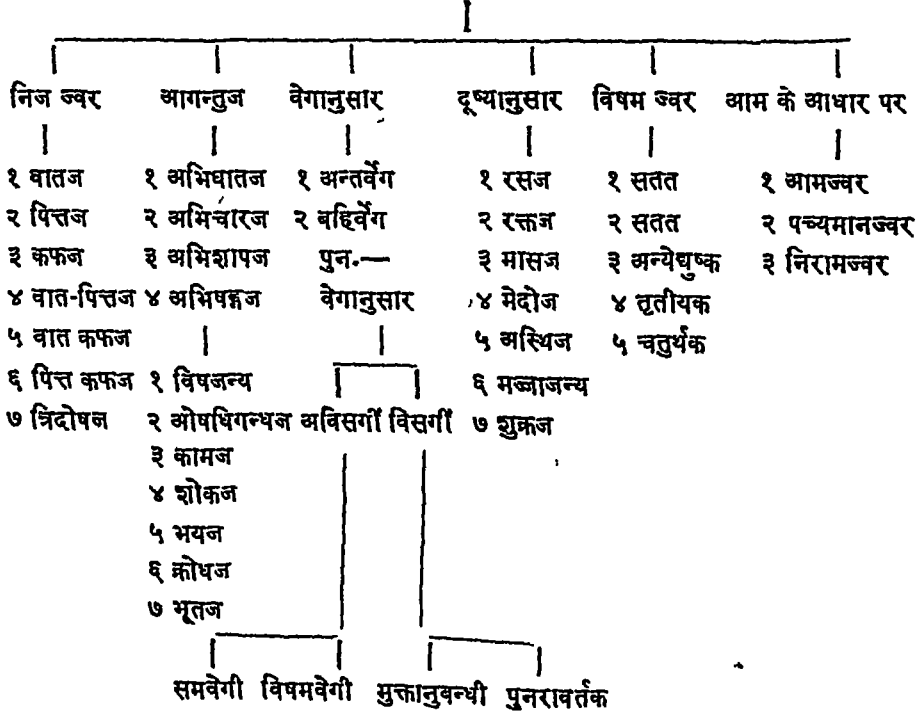 निज ज्वर आगन्तुज वेगानुसार दूष्यानुसार विषम ज्वर आम के आधार पर
१ वातज १ अभिघातज १ अन्तर्वेग १ रसज १ सतत १ आमज्वर
२ पित्तज २ अभिचारज २ बहिर्वेग २ रक्तज २ सतत २ पच्यमानज्वर
३ कफज ३ अभिशापज पुन.— ३ मासज ३ अन्येद्युष्क ३ निरामज्वर
४ वात-पित्तज ४ अभिषङ्गज वेगानुसार ४ मेदोज ४ तृतीयक
५ वात कफज ५ अस्थिज ५ चतुर्थक
६ पित्त कफज १ विषजन्य ६ मज्जाजन्य
७ त्रिदोषज २ ओषधिगन्धज अविसर्गी विसर्गी ७ शुक्रज
३ कामज
४ शोकज
५ भयज
६ क्रोधज
७ भूतज
समवेगी विषमवेगी मुक्तानुबन्धी पुनरावर्तक